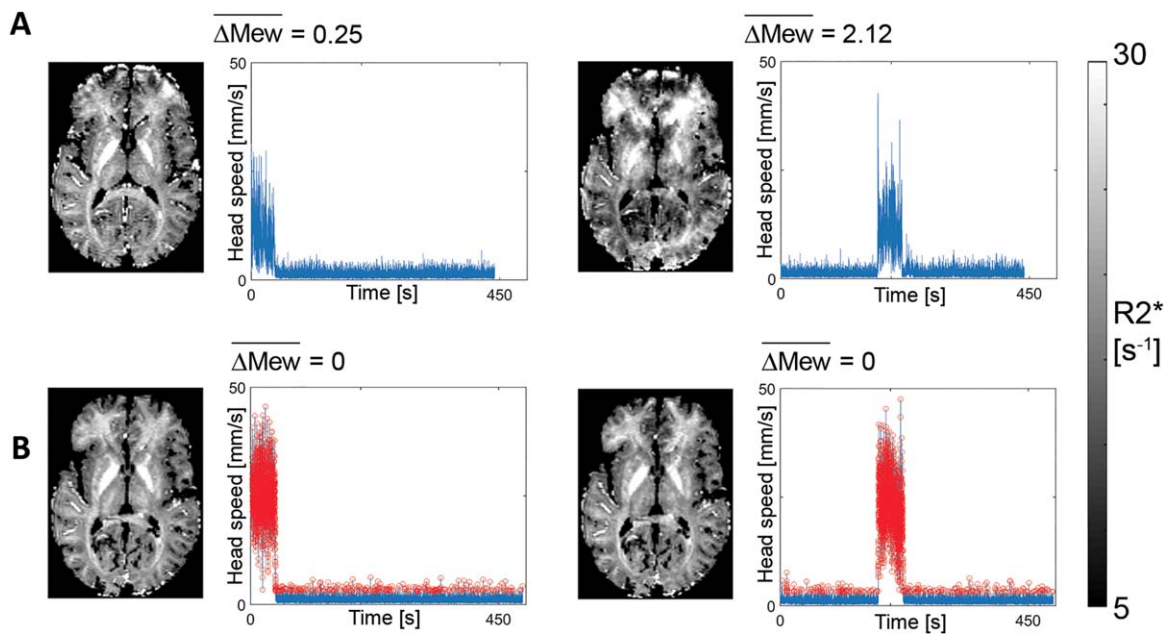 A
ΔMew = 0.25
ΔMew = 2.12
50
Head speed [mm/s]
0
0
Time [s]
450
50
Head speed [mm/s]
0
0
Time [s]
450
30
R2*
[s⁻¹]
5
B
ΔMew = 0
ΔMew = 0
50
Head speed [mm/s]
0
0
Time [s]
450
50
Head speed [mm/s]
0
0
Time [s]
450